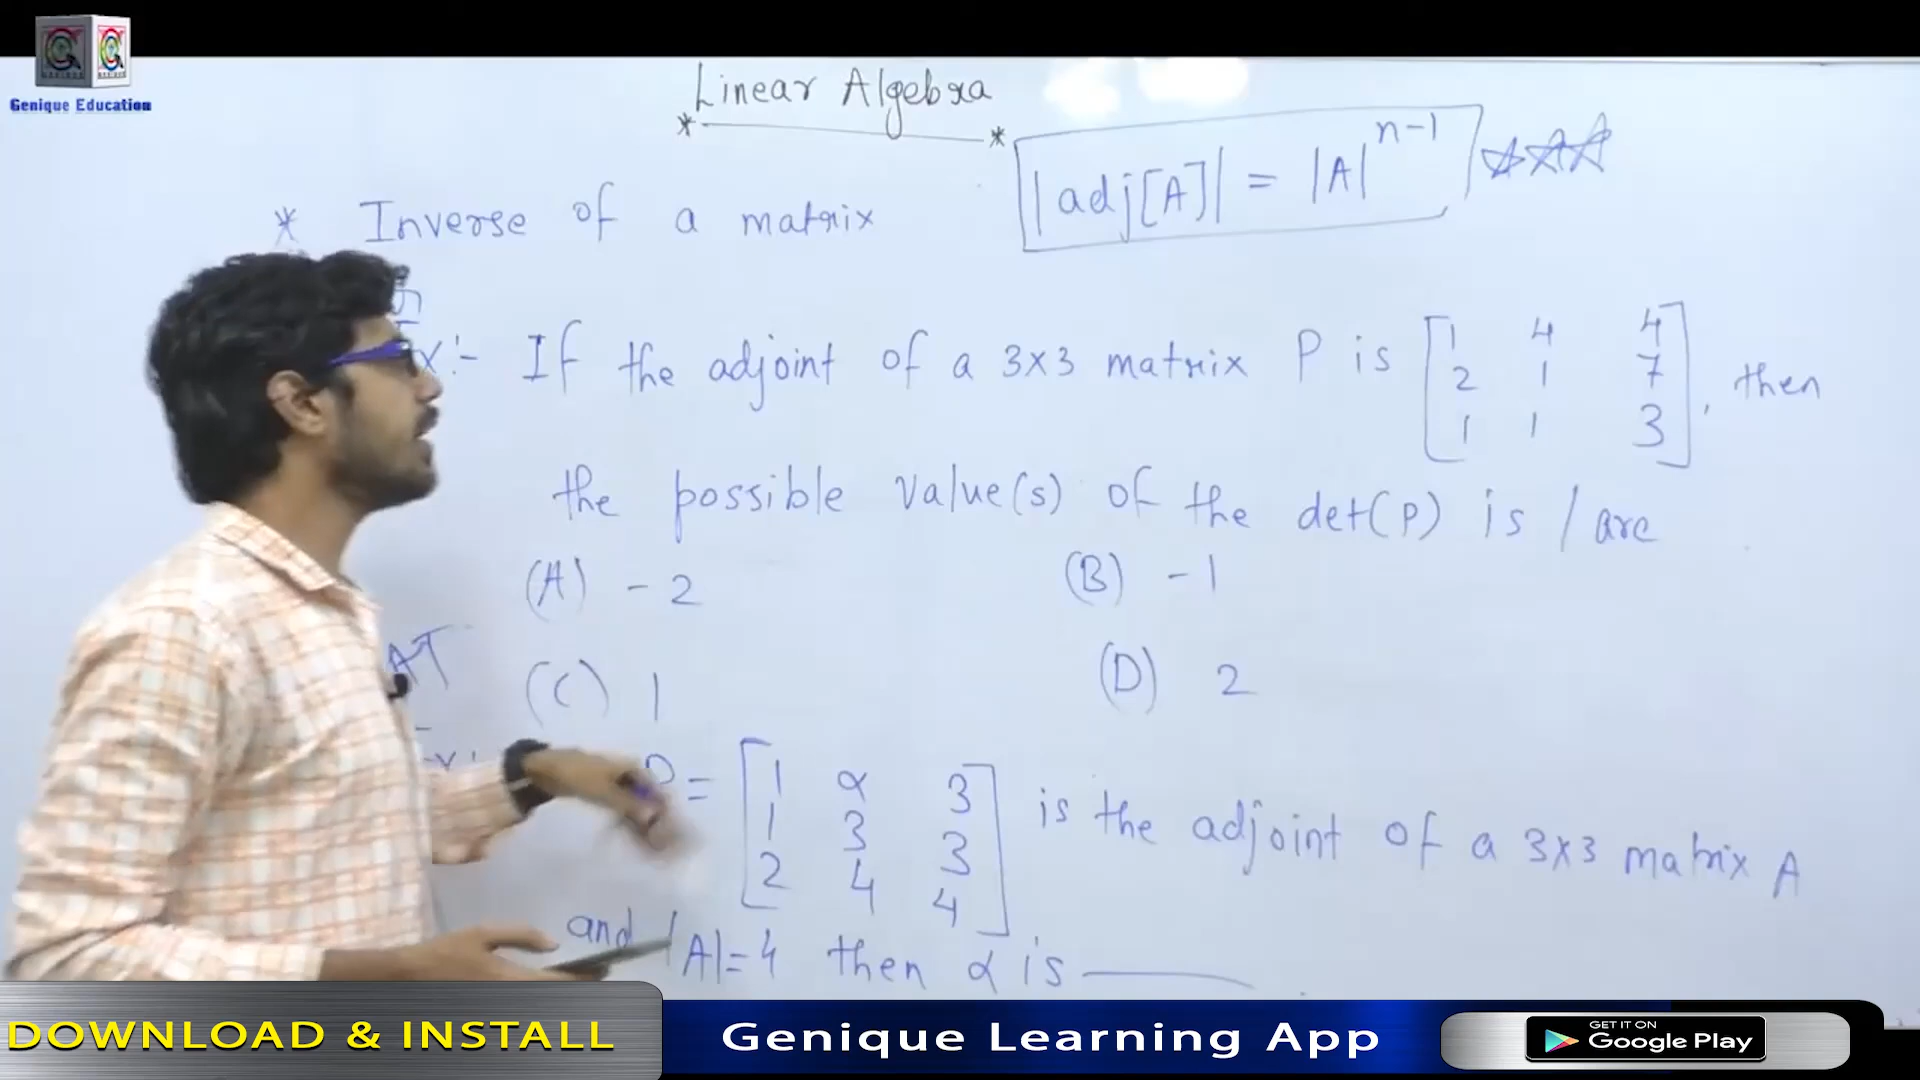 Genique Education
Linear Algebra
|adj[A]| = |A|^{n-1}
* Inverse of a matrix
x:- If the adjoint of a 3x3 matrix P is [1 4 4
2 1 7
1 1 3], then
the possible value(s) of the det(P) is / are
(A) -2 (B) -1
(C) 1 (D) 2
= [1 α 3
1 3 3
2 4 4] is the adjoint of a 3x3 matrix A
and |A|=4 then α is ____
DOWNLOAD & INSTALL
Genique Learning App
GET IT ON
Google Play